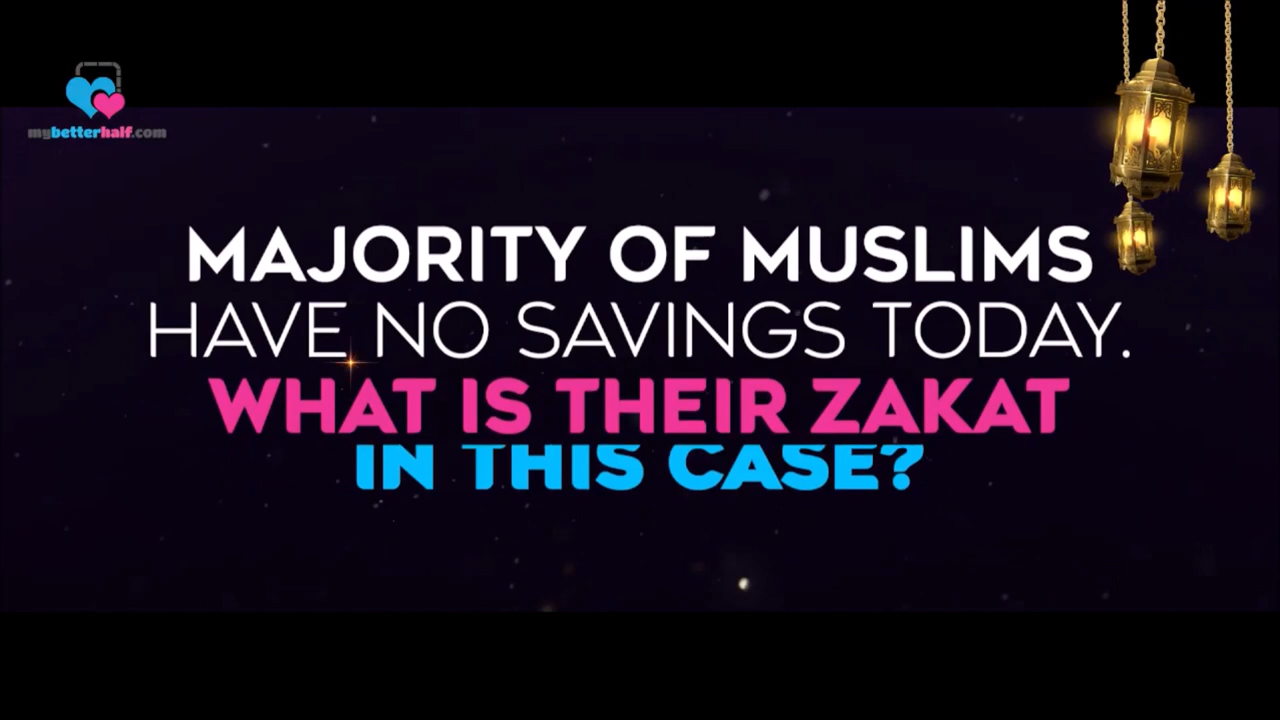 mybetterhalf.com
MAJORITY OF MUSLIMS
HAVE NO SAVINGS TODAY.
WHAT IS THEIR ZAKAT
IN THIS CASE?